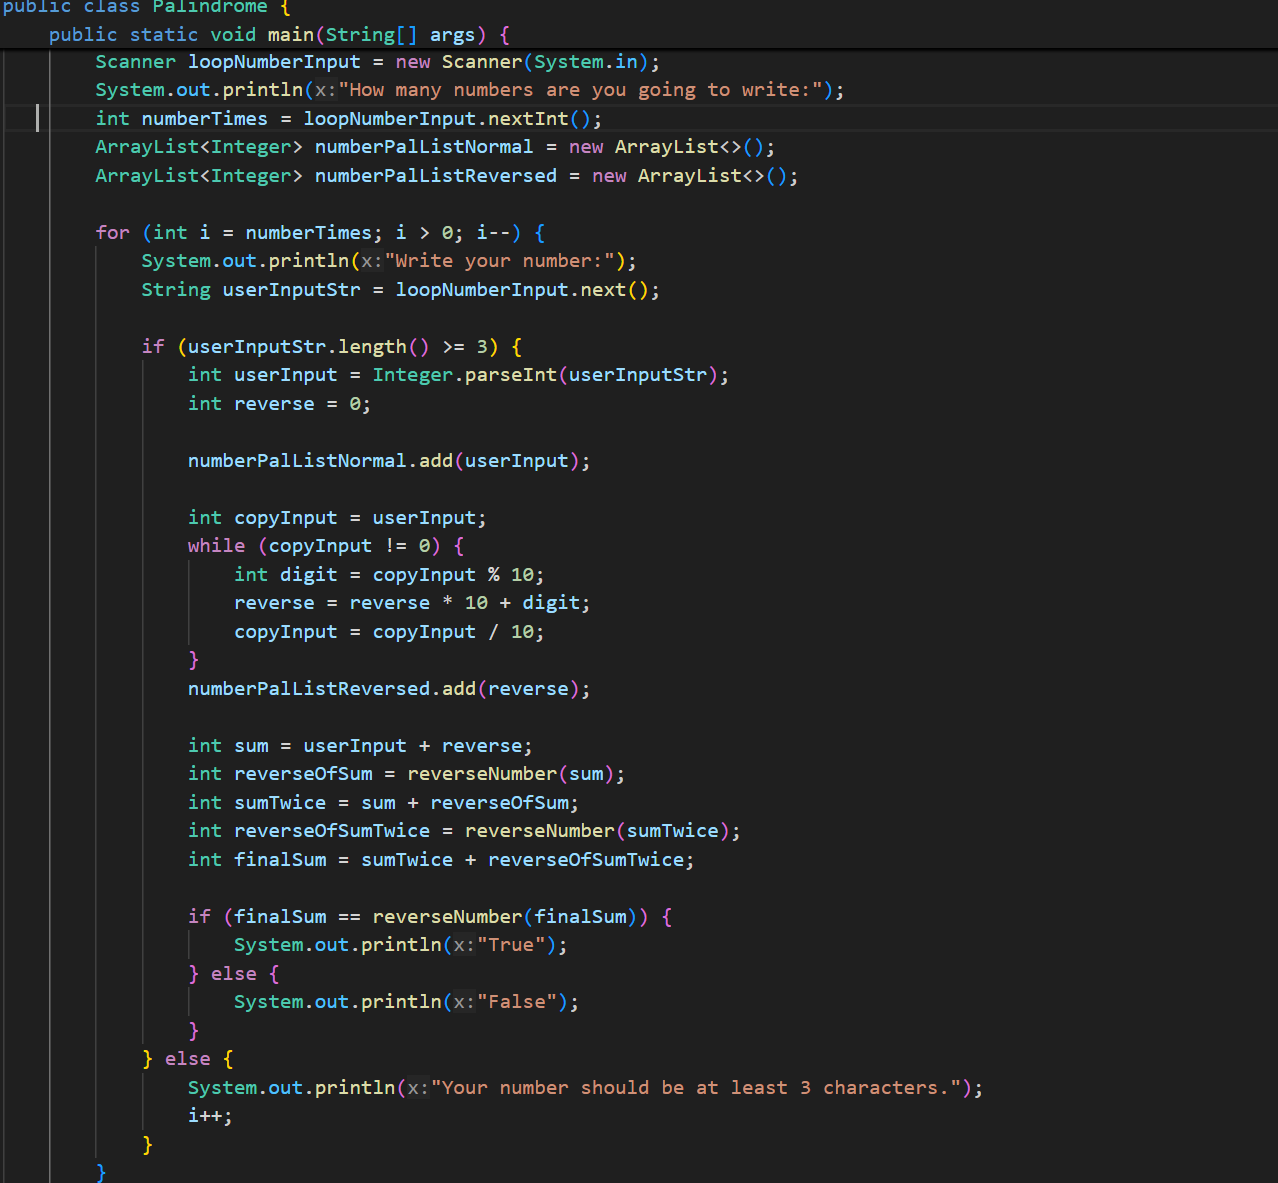 public class Palindrome {
    public static void main(String[] args) {
        Scanner loopNumberInput = new Scanner(System.in);
        System.out.println(x:"How many numbers are you going to write:");
        int numberTimes = loopNumberInput.nextInt();
        ArrayList<Integer> numberPalListNormal = new ArrayList<>();
        ArrayList<Integer> numberPalListReversed = new ArrayList<>();

        for (int i = numberTimes; i > 0; i--) {
            System.out.println(x:"Write your number:");
            String userInputStr = loopNumberInput.next();

            if (userInputStr.length() >= 3) {
                int userInput = Integer.parseInt(userInputStr);
                int reverse = 0;

                numberPalListNormal.add(userInput);

                int copyInput = userInput;
                while (copyInput != 0) {
                    int digit = copyInput % 10;
                    reverse = reverse * 10 + digit;
                    copyInput = copyInput / 10;
                }
                numberPalListReversed.add(reverse);

                int sum = userInput + reverse;
                int reverseOfSum = reverseNumber(sum);
                int sumTwice = sum + reverseOfSum;
                int reverseOfSumTwice = reverseNumber(sumTwice);
                int finalSum = sumTwice + reverseOfSumTwice;

                if (finalSum == reverseNumber(finalSum)) {
                    System.out.println(x:"True");
                } else {
                    System.out.println(x:"False");
                }
            } else {
                System.out.println(x:"Your number should be at least 3 characters.");
                i++;
            }
        }